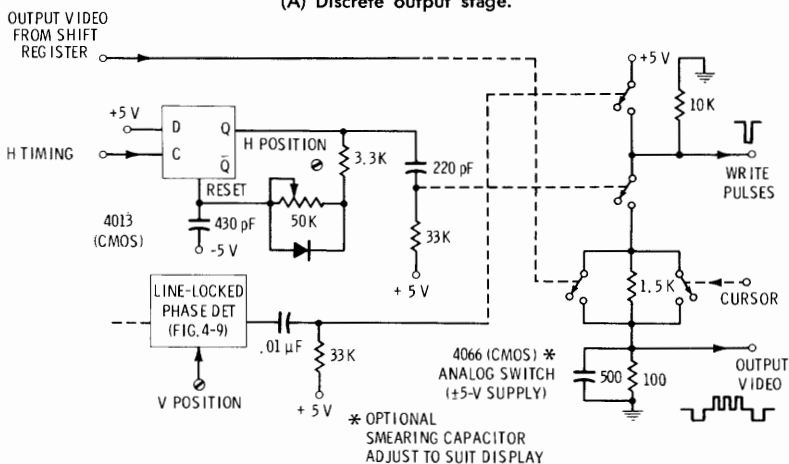 (A) Discrete output stage.
OUTPUT VIDEO
FROM SHIFT
REGISTER
+5 V
10K
+5 V
D
Q
H POSITION
H TIMING
C
Q̅
3.3K
220 pF
WRITE
PULSES
RESET
4013
(CMOS)
430 pF
50K
-5 V
33K
+ 5 V
1.5K
CURSOR
LINE-LOCKED
PHASE DET
(FIG. 4-9)
.01 µF
33K
4066 (CMOS) *
ANALOG SWITCH
(±5-V SUPPLY)
500
100
OUTPUT
VIDEO
V POSITION
+ 5 V
* OPTIONAL
SMEARING CAPACITOR
ADJUST TO SUIT DISPLAY